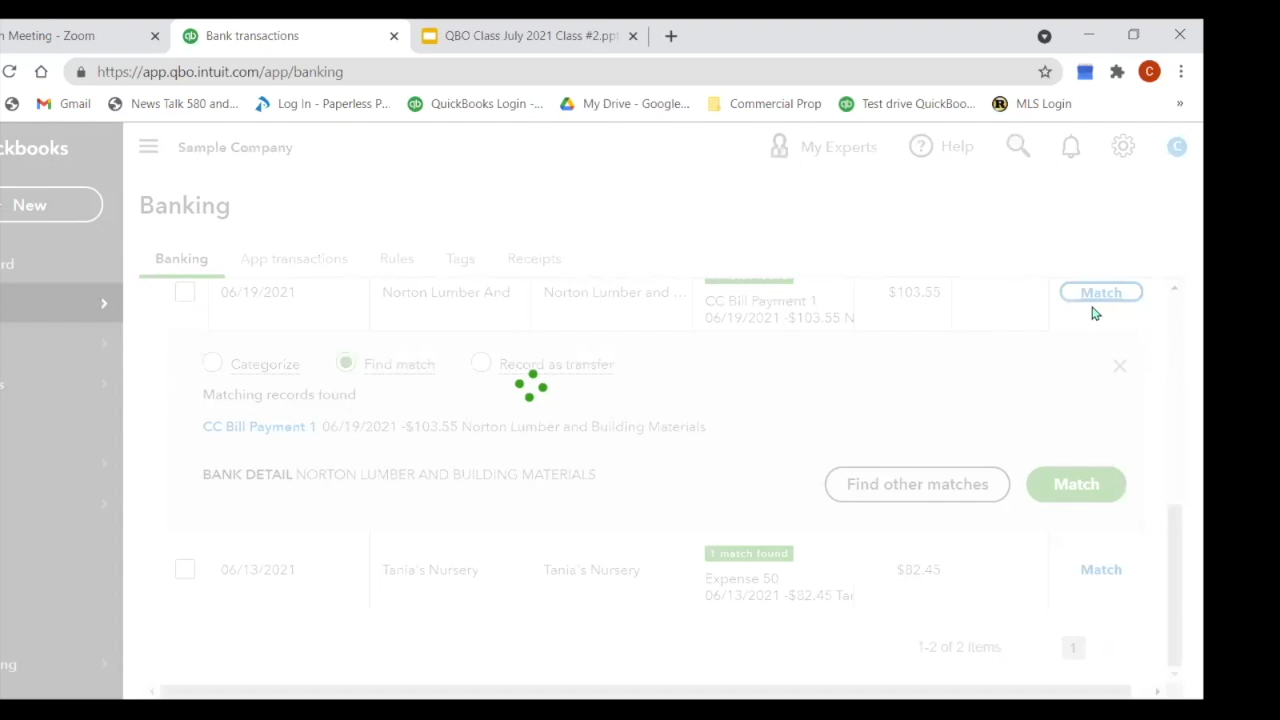 n Meeting - Zoom
Bank transactions
QBO Class July 2021 Class #2.ppt
https://app.qbo.intuit.com/app/banking
C
Gmail
News Talk 580 and...
Log In - Paperless P...
QuickBooks Login -...
My Drive - Google...
Commercial Prop
Test drive QuickBoo...
MLS Login
»
ckbooks
Sample Company
My Experts
Help
C
New
Banking
rd
Banking
App transactions
Rules
Tags
Receipts
06/19/2021
Norton Lumber And
Norton Lumber and ...
CC Bill Payment 1
06/19/2021 -$103.55 N
$103.55
Match
s
Categorize
Find match
Record as transfer
Matching records found
CC Bill Payment 1 06/19/2021 -$103.55 Norton Lumber and Building Materials
BANK DETAIL NORTON LUMBER AND BUILDING MATERIALS
Find other matches
Match
06/13/2021
Tania's Nursery
Tania's Nursery
1 match found
Expense 50
06/13/2021 -$82.45 Tar
$82.45
Match
1-2 of 2 items
1
ng